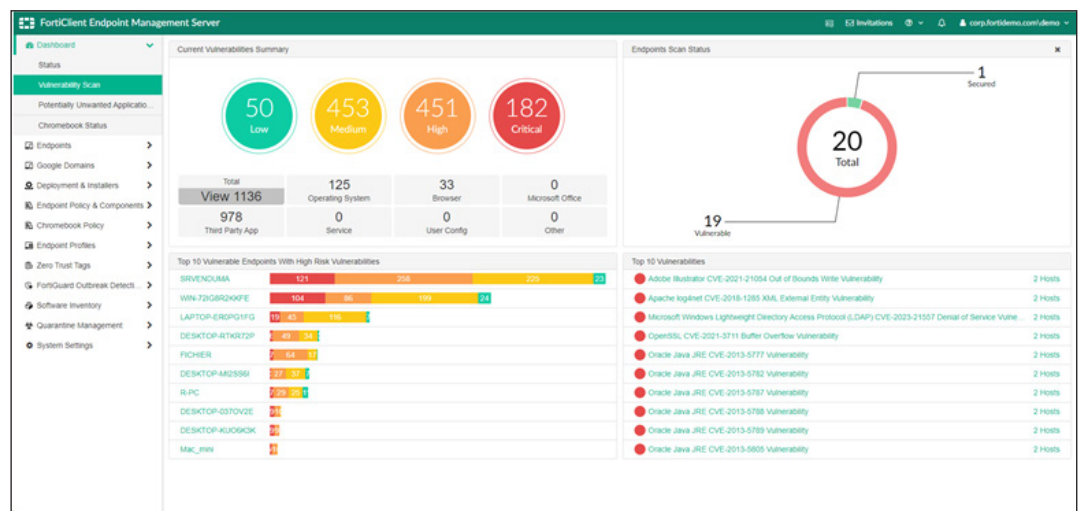 FortiClient Endpoint Management Server
Invitations
corp.fortidemo.com\demo
Dashboard
Status
Vulnerability Scan
Potentially Unwanted Applicatio...
Chromebook Status
Endpoints
Google Domains
Deployment & Installers
Endpoint Policy & Components
Chromebook Policy
Endpoint Profiles
Zero Trust Tags
FortiGuard Outbreak Detecti...
Software Inventory
Quarantine Management
System Settings
Current Vulnerabilities Summary
50
Low
453
Medium
451
High
182
Critical
Total
View 1136
125
Operating System
33
Browser
0
Microsoft Office
978
Third Party App
0
Service
0
User Config
0
Other
Endpoints Scan Status
1
Secured
20
Total
19
Vulnerable
Top 10 Vulnerable Endpoints With High Risk Vulnerabilities
SRVENDUMA 121 258 225 23
WIN-72IG8R2KKFE 104 86 199 24
LAPTOP-ER0PG1FG 19 45 116
DESKTOP-RTKR72P 49 34
FICHIER 64 17
DESKTOP-MI2SS6I 27 37
R-PC 7 29 25 11
DESKTOP-037OV2E
DESKTOP-KUO6K3K
Mac_mini
Top 10 Vulnerabilities
Adobe Illustrator CVE-2021-21054 Out of Bounds Write Vulnerability 2 Hosts
Apache log4net CVE-2018-1285 XML External Entity Vulnerability 2 Hosts
Microsoft Windows Lightweight Directory Access Protocol (LDAP) CVE-2023-21557 Denial of Service Vulne... 2 Hosts
OpenSSL CVE-2021-3711 Buffer Overflow Vulnerability 2 Hosts
Oracle Java JRE CVE-2013-5777 Vulnerability 2 Hosts
Oracle Java JRE CVE-2013-5782 Vulnerability 2 Hosts
Oracle Java JRE CVE-2013-5787 Vulnerability 2 Hosts
Oracle Java JRE CVE-2013-5788 Vulnerability 2 Hosts
Oracle Java JRE CVE-2013-5789 Vulnerability 2 Hosts
Oracle Java JRE CVE-2013-5805 Vulnerability 2 Hosts